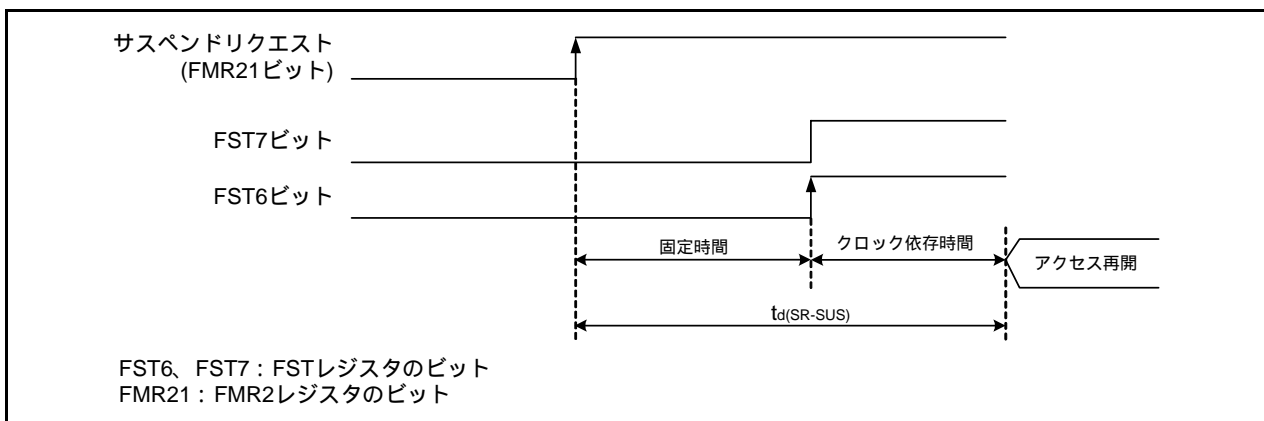 サスペンドリクエスト
(FMR21ビット)
FST7ビット
FST6ビット
固定時間
クロック依存時間
アクセス再開
td(SR-SUS)
FST6、FST7：FSTレジスタのビット
FMR21：FMR2レジスタのビット